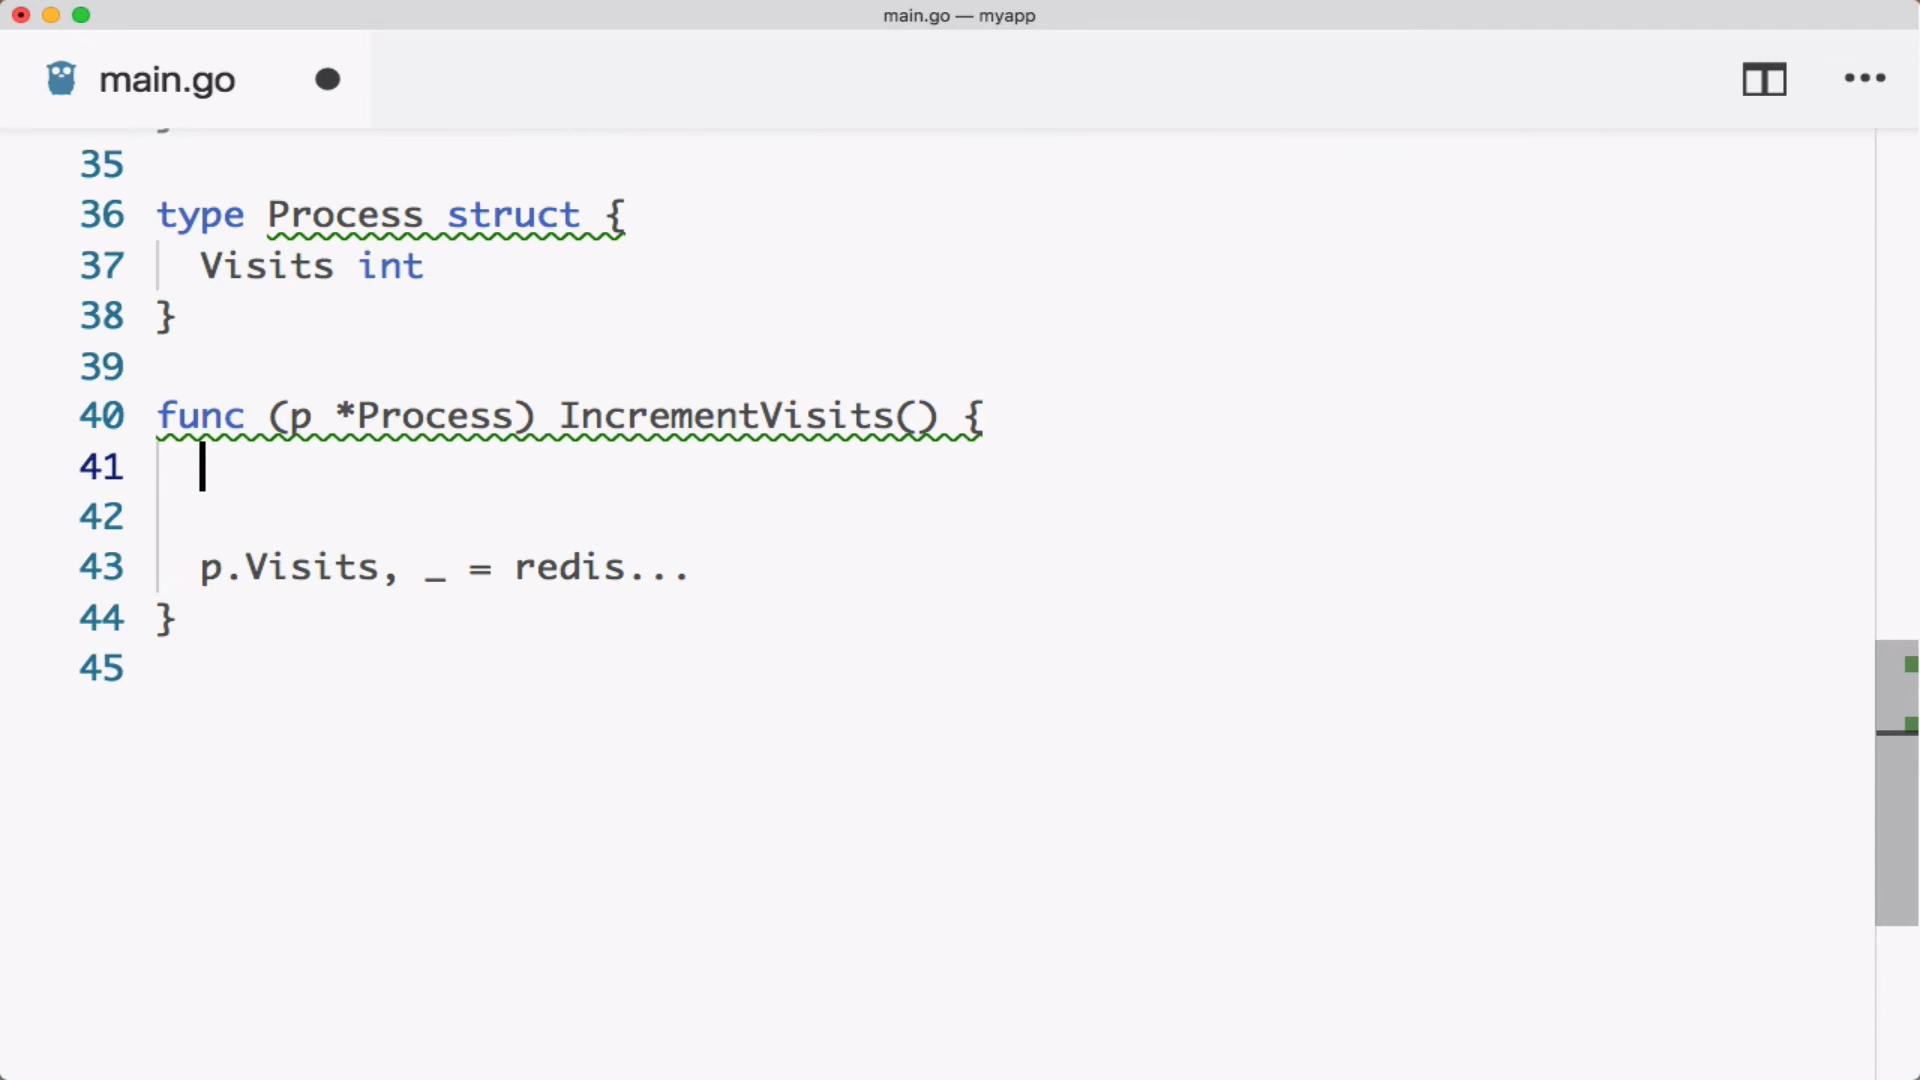 main.go — myapp
main.go
35
36 type Process struct {
37 Visits int
38 }
39
40 func (p *Process) IncrementVisits() {
41
42
43 p.Visits, _ = redis...
44 }
45